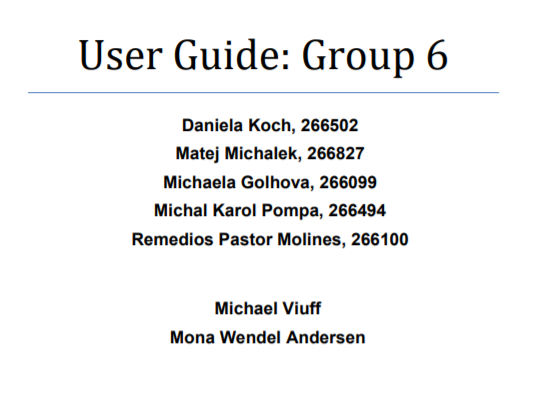 User Guide: Group 6
Daniela Koch, 266502
Matej Michalek, 266827
Michaela Golhova, 266099
Michal Karol Pompa, 266494
Remedios Pastor Molines, 266100
Michael Viuff
Mona Wendel Andersen